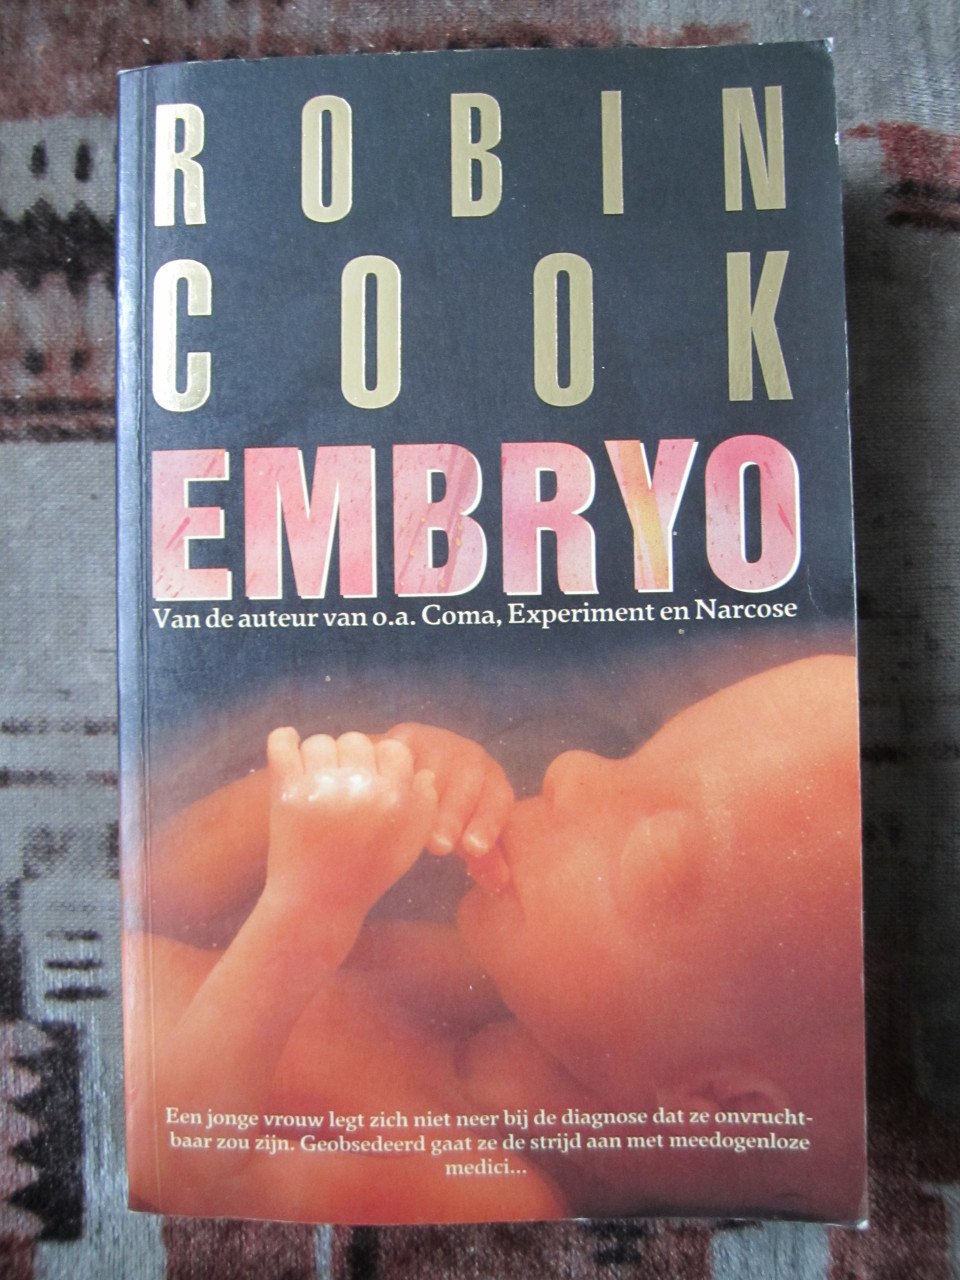 ROBIN
COOK
EMBRYO
Van de auteur van o.a. Coma, Experiment en Narcose
Een jonge vrouw legt zich niet neer bij de diagnose dat ze onvrucht-
baar zou zijn. Geobsedeerd gaat ze de strijd aan met meedogenloze
medici...